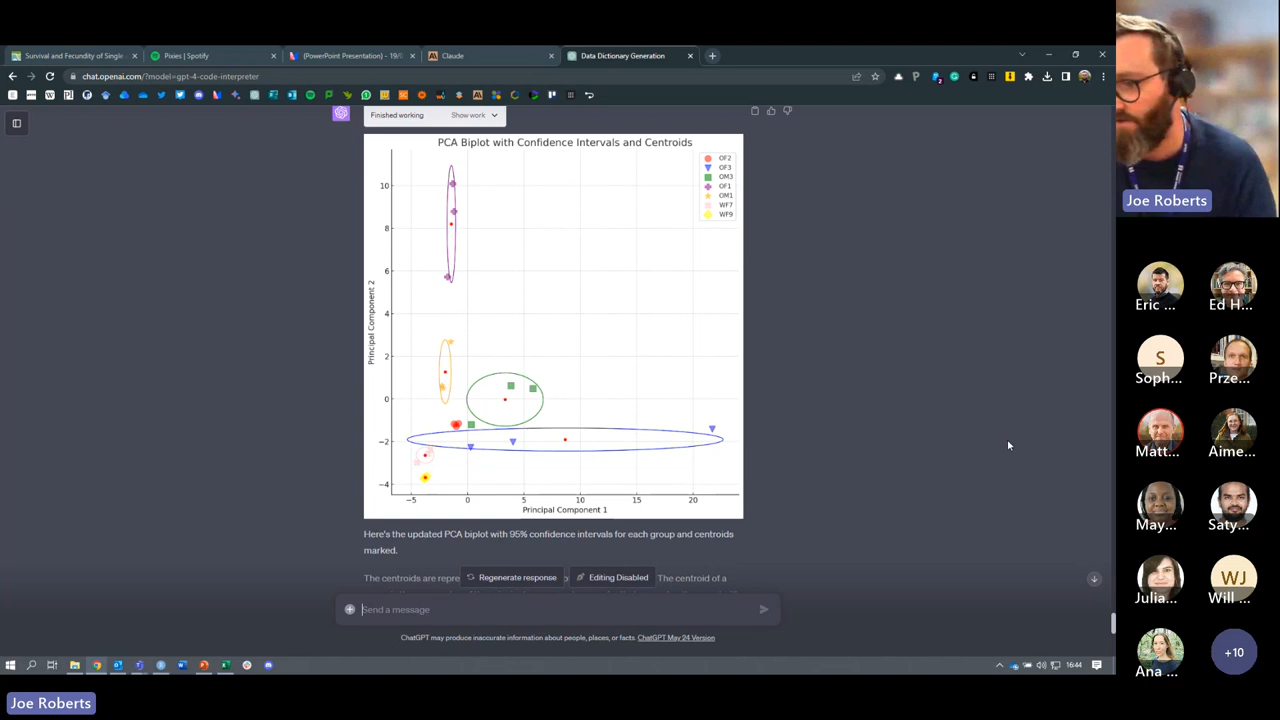 Survival and Fecundity of Single
Pixies | Spotify
(PowerPoint Presentation) - 19/0
Claude
Data Dictionary Generation
chat.openai.com/?model=gpt-4-code-interpreter
Finished working
Show work
PCA Biplot with Confidence Intervals and Centroids
OF2
OF3
OM3
OF1
OM1
WF7
WF9
10
8
6
4
2
0
−2
−4
Principal Component 2
−5
0
5
10
15
20
Principal Component 1
Here's the updated PCA biplot with 95% confidence intervals for each group and centroids
marked.
The centroids are repre
The centroid of a
Regenerate response
Editing Disabled
Send a message
ChatGPT may produce inaccurate information about people, places, or facts. ChatGPT May 24 Version
16:44
Joe Roberts
Joe Roberts
Eric ...
Ed H...
S
Soph...
Prze...
Matt...
Aime...
May...
Saty...
Julia...
WJ
Will ...
Ana ...
+10